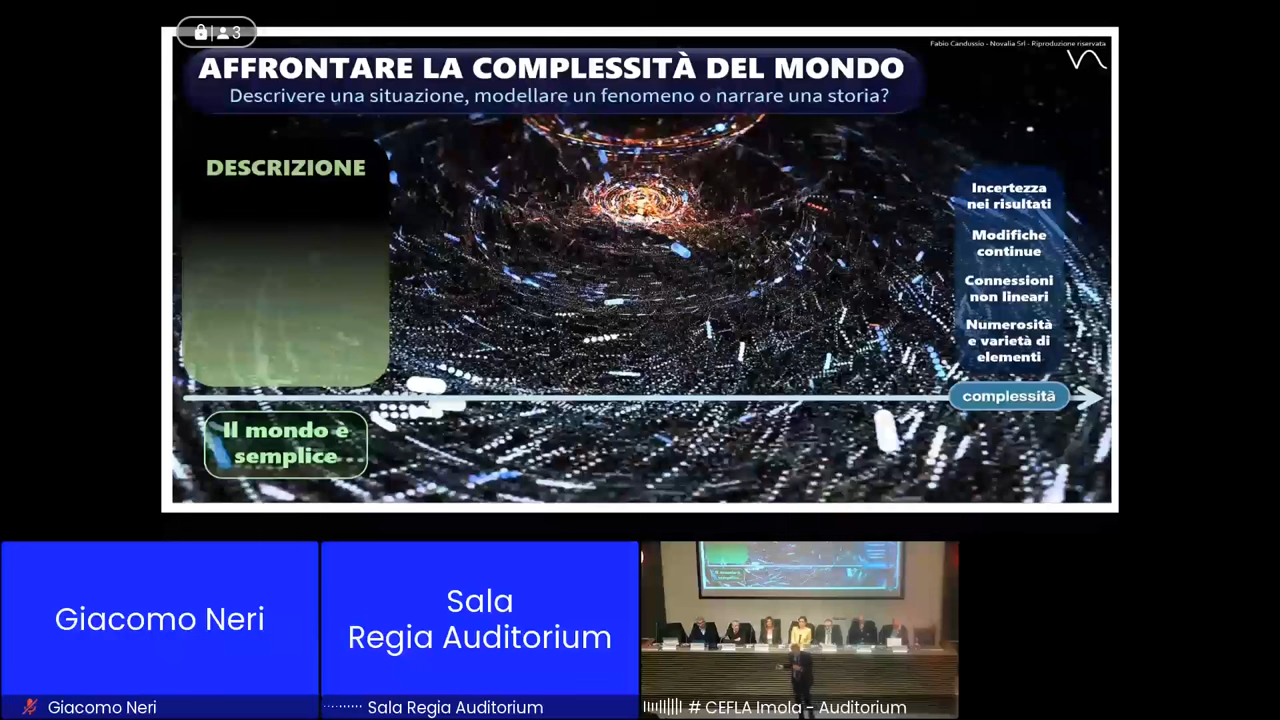 3
Fabio Candussio - Novalia Srl - Riproduzione riservata
AFFRONTARE LA COMPLESSITÀ DEL MONDO
Descrivere una situazione, modellare un fenomeno o narrare una storia?
DESCRIZIONE
Incertezza
nei risultati
Modifiche
continue
Connessioni
non lineari
Numerosità
e varietà di
elementi
complessità
Il mondo è
semplice
Giacomo Neri
Sala
Regia Auditorium
Giacomo Neri
Sala Regia Auditorium
# CEFLA Imola - Auditorium